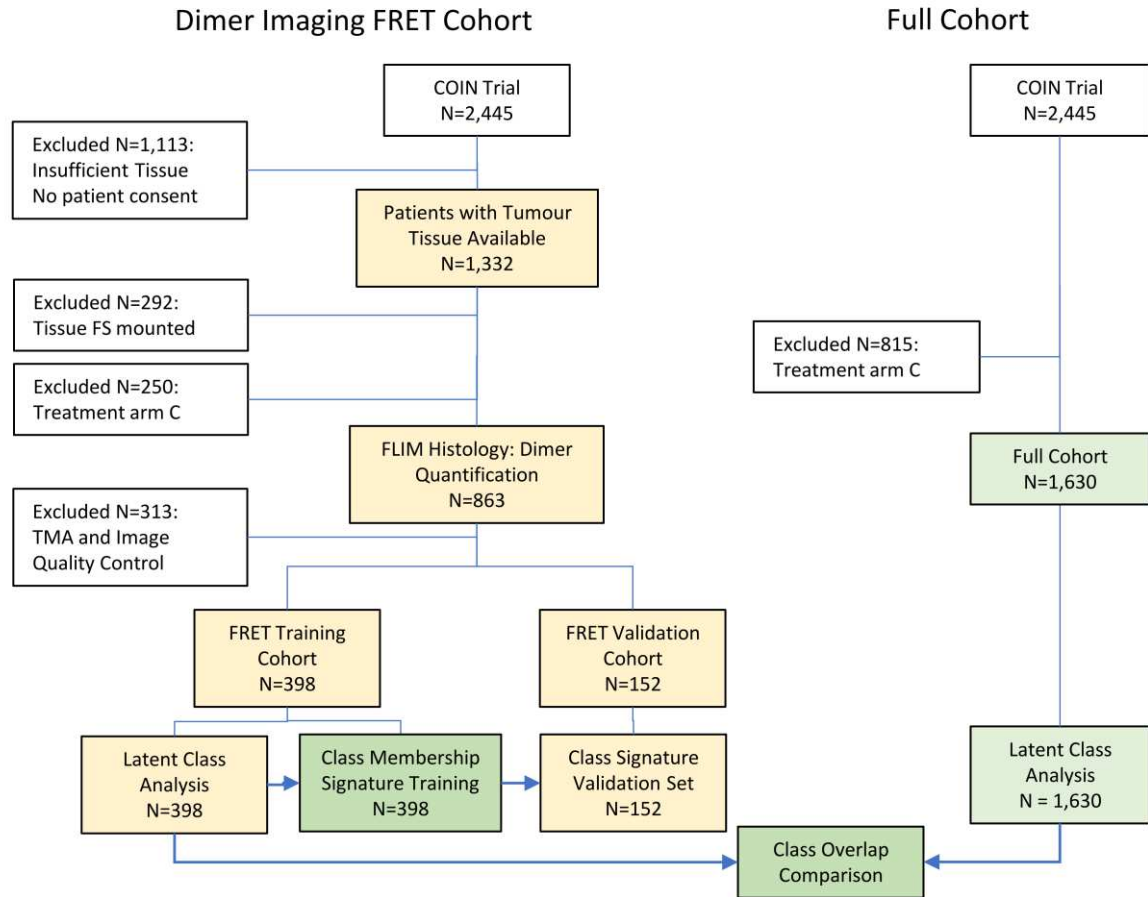 Dimer Imaging FRET Cohort
Full Cohort
COIN Trial
N=2,445
Excluded N=1,113:
Insufficient Tissue
No patient consent
Patients with Tumour
Tissue Available
N=1,332
Excluded N=292:
Tissue FS mounted
Excluded N=250:
Treatment arm C
FLIM Histology: Dimer
Quantification
N=863
Excluded N=313:
TMA and Image
Quality Control
FRET Training
Cohort
N=398
FRET Validation
Cohort
N=152
Latent Class
Analysis
N=398
Class Membership
Signature Training
N=398
Class Signature
Validation Set
N=152
COIN Trial
N=2,445
Excluded N=815:
Treatment arm C
Full Cohort
N=1,630
Latent Class
Analysis
N = 1,630
Class Overlap
Comparison